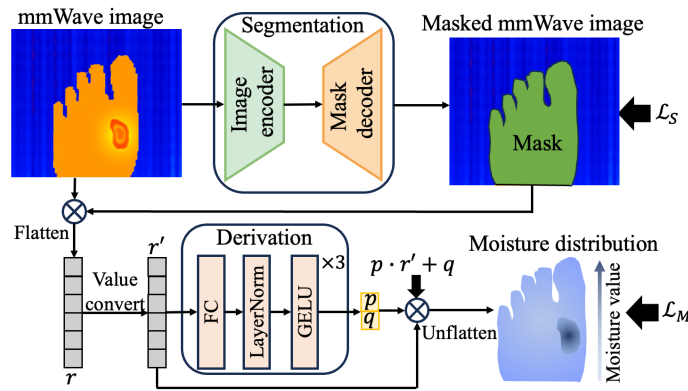 mmWave image
Segmentation
Masked mmWave image
Image
encoder
Mask
decoder
Mask
ℒS
Flatten
r′
Derivation
×3
p · r′ + q
Moisture distribution
Value
convert
FC
LayerNorm
GELU
p
q
Unflatten
Moisture value
ℒM
r